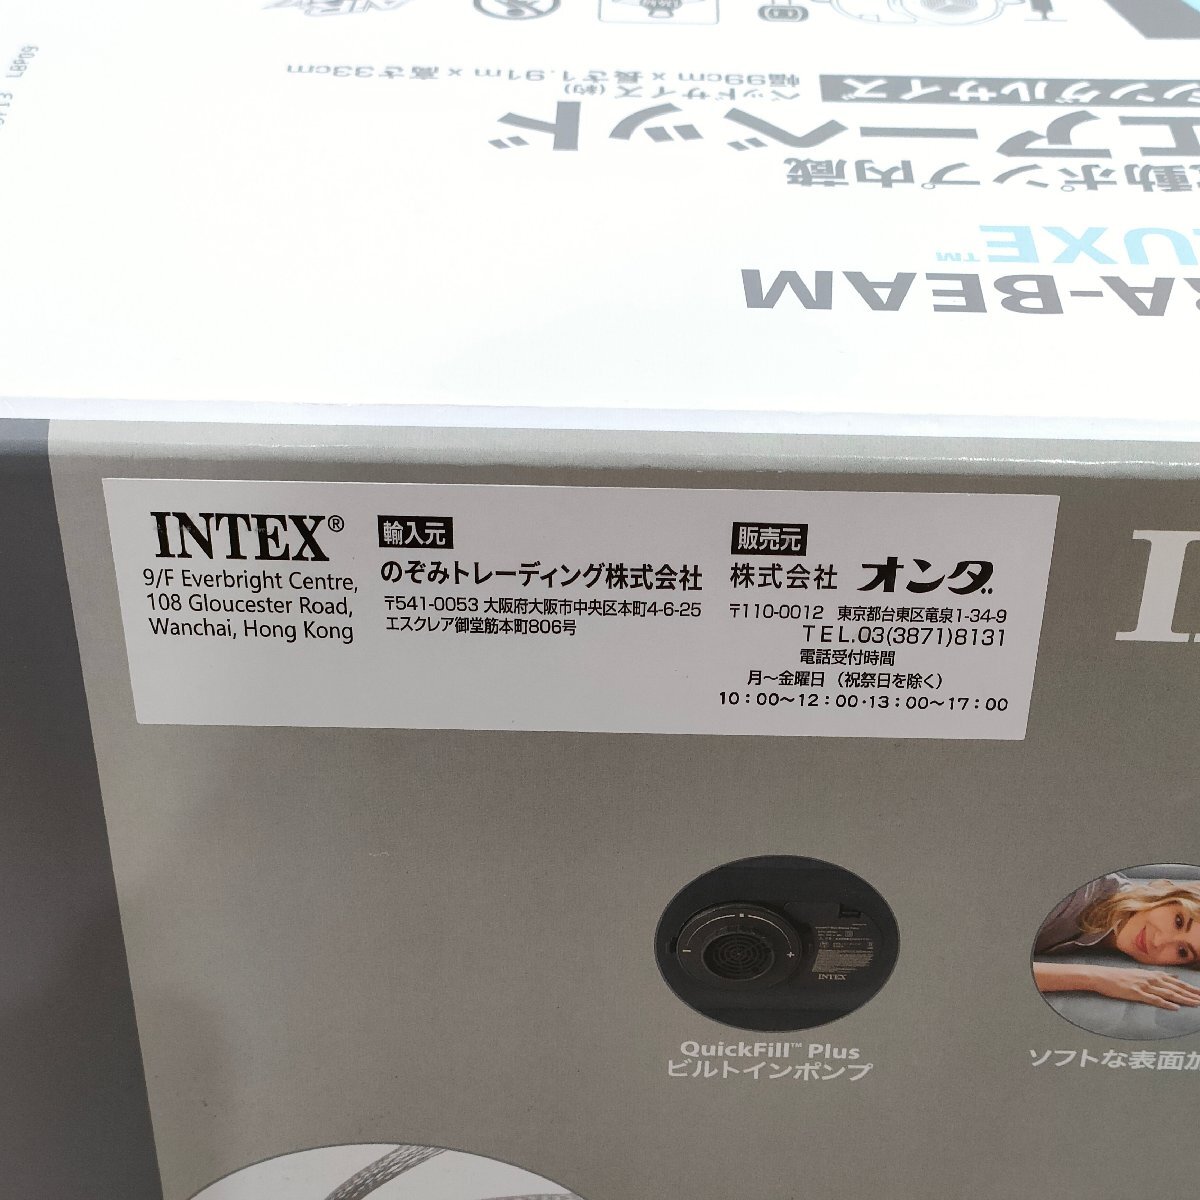 RA-BEAM
LUXE™
動ポンプ内蔵
エアーベッド
シングルサイズ
ベッドサイズ(約)
幅99cm x 長さ1.91m x 高さ33cm
INTEX®
9/F Everbright Centre,
108 Gloucester Road,
Wanchai, Hong Kong
輸入元
のぞみトレーディング株式会社
〒541-0053 大阪府大阪市中央区本町4-6-25
エスクレア御堂筋本町806号
販売元
株式会社 オンダ
〒110-0012 東京都台東区竜泉1-34-9
TEL.03(3871)8131
電話受付時間
月〜金曜日 (祝祭日を除く)
10:00〜12:00・13:00〜17:00
INTEX
QuickFill™ Plus
ビルトインポンプ
ソフトな表面加